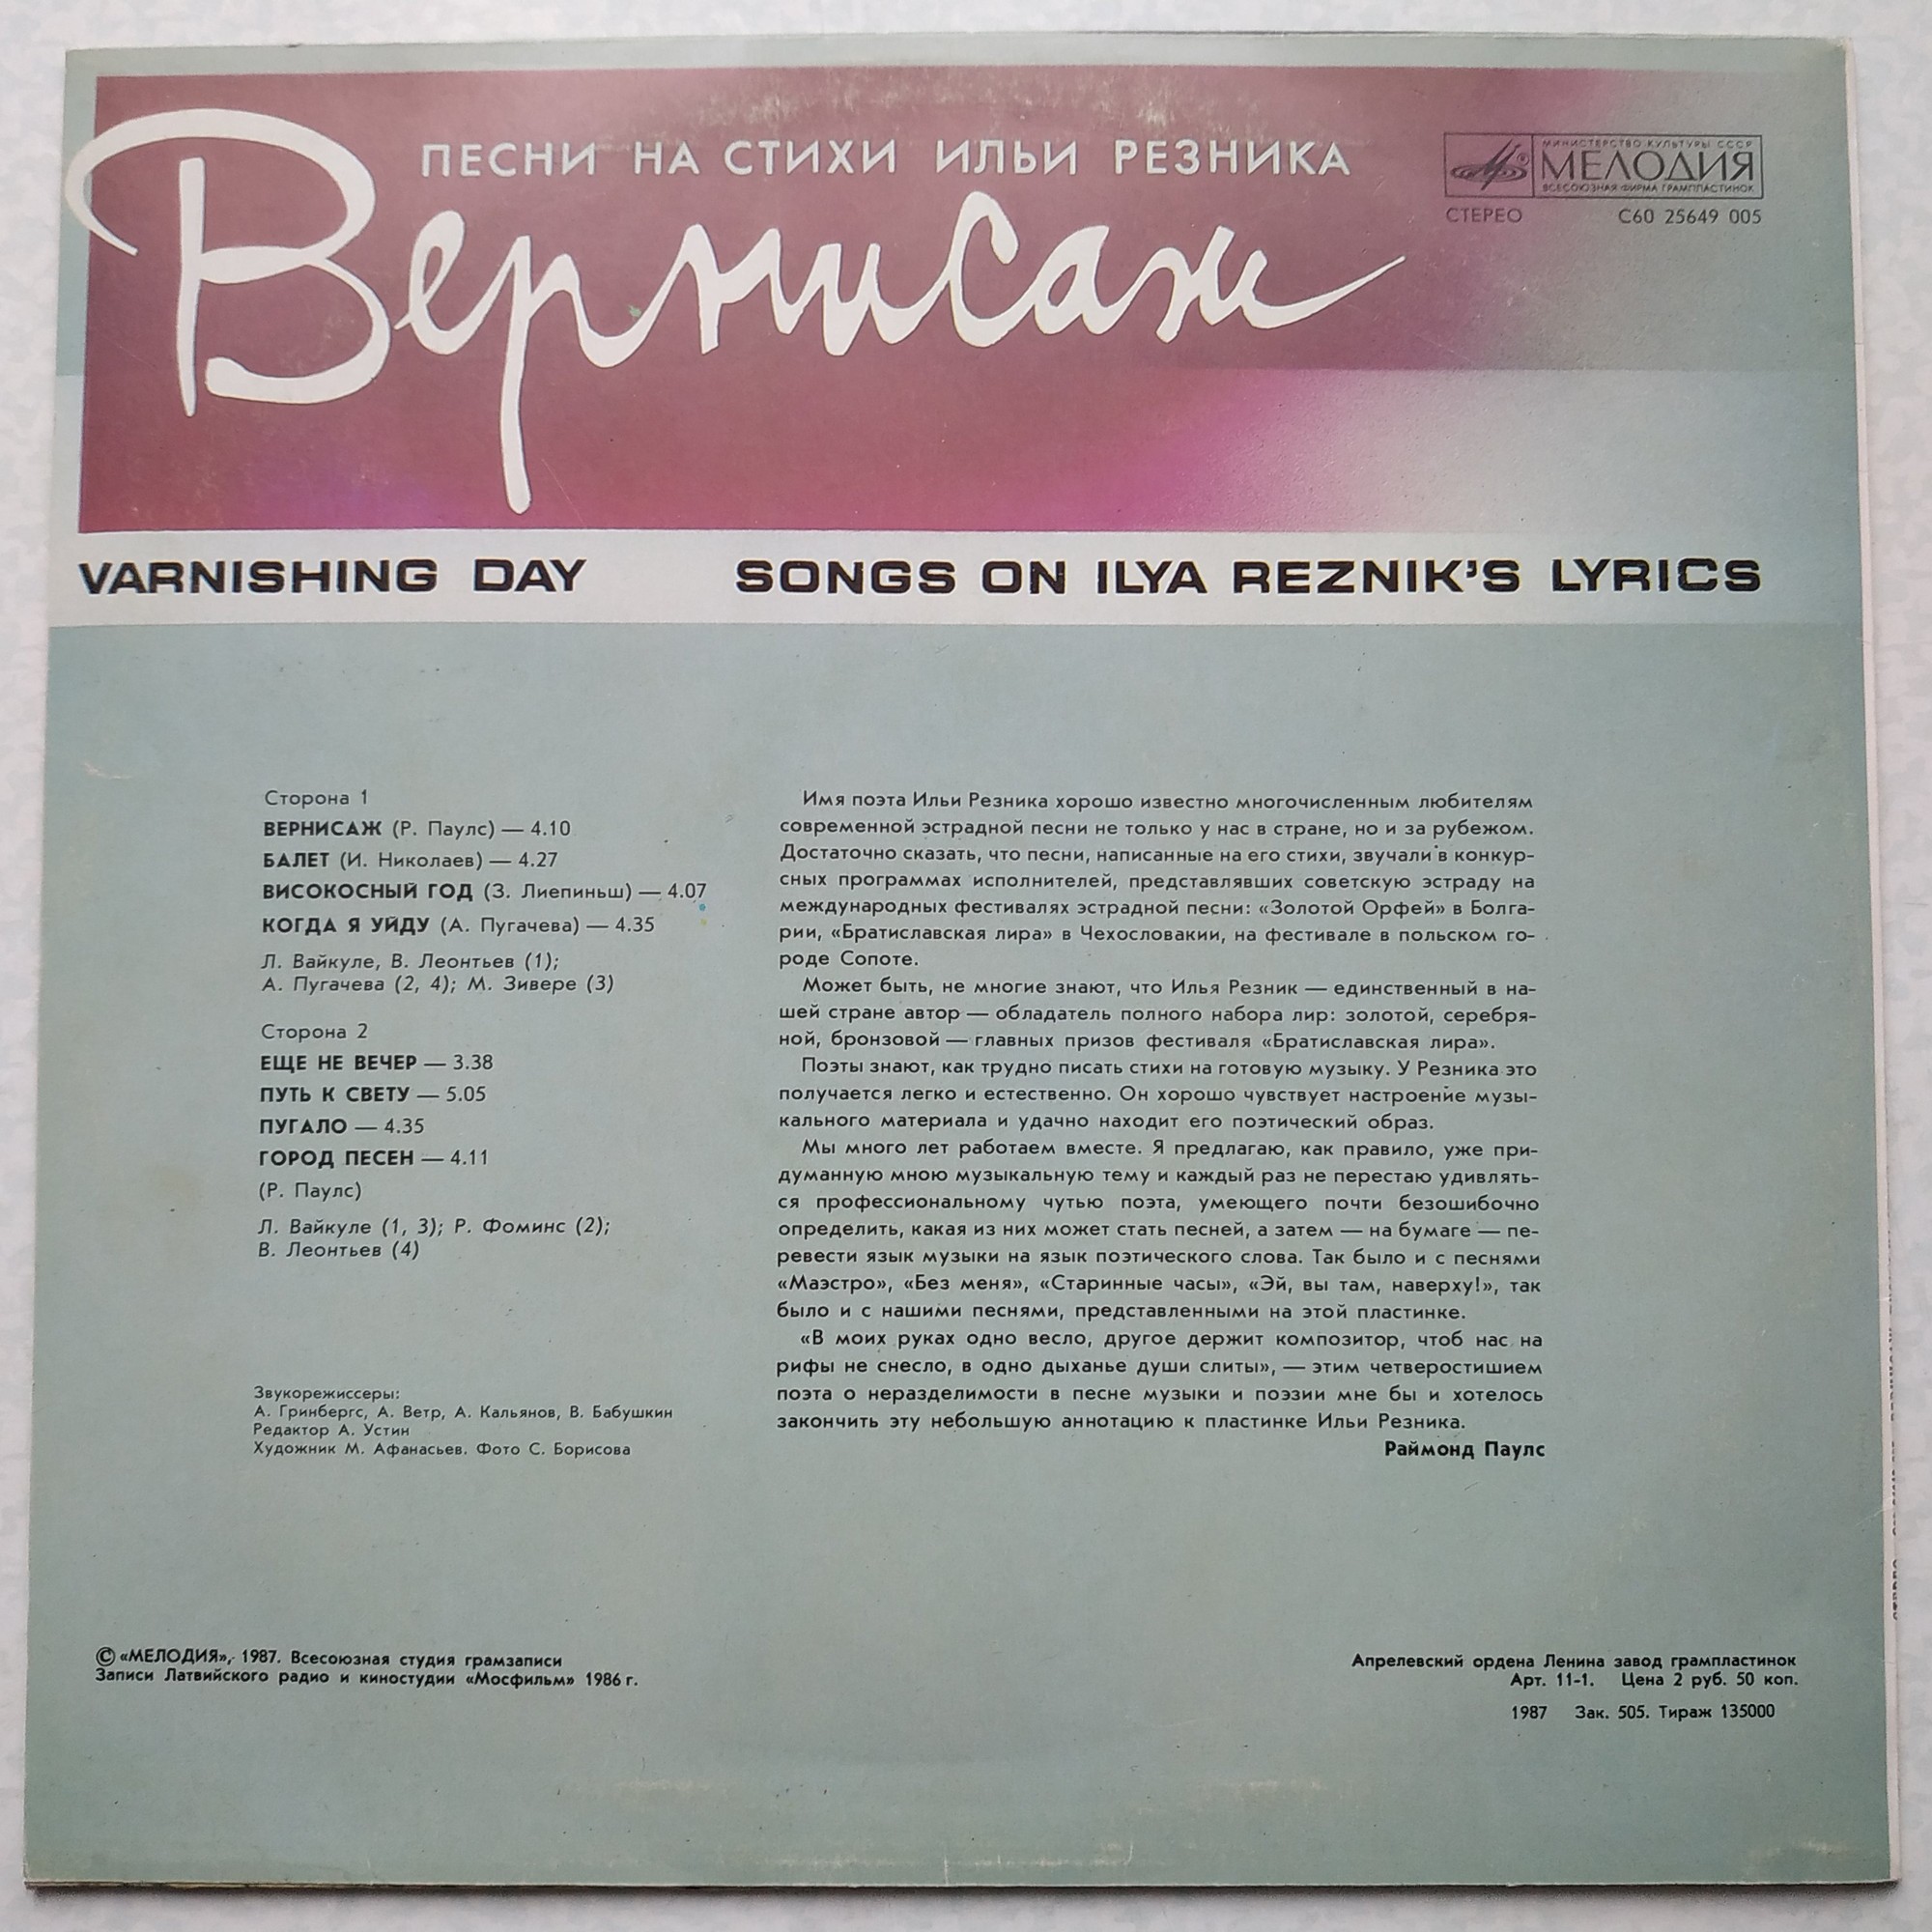 ПЕСНИ НА СТИХИ ИЛЬИ РЕЗНИКА
Вернисаж
МИНИСТЕРСТВО КУЛЬТУРЫ СССР
МЕЛОДИЯ
ВСЕСОЮЗНАЯ ФИРМА ГРАМПЛАСТИНОК
СТЕРЕО С60 25649 005
VARNISHING DAY SONGS ON ILYA REZNIK'S LYRICS
Сторона 1
ВЕРНИСАЖ (Р. Паулс) — 4.10
БАЛЕТ (И. Николаев) — 4.27
ВИСОКОСНЫЙ ГОД (З. Лиепиньш) — 4.07
КОГДА Я УЙДУ (А. Пугачева) — 4.35
Л. Вайкуле, В. Леонтьев (1);
А. Пугачева (2, 4); М. Зивере (3)
Сторона 2
ЕЩЕ НЕ ВЕЧЕР — 3.38
ПУТЬ К СВЕТУ — 5.05
ПУГАЛО — 4.35
ГОРОД ПЕСЕН — 4.11
(Р. Паулс)
Л. Вайкуле (1, 3); Р. Фоминс (2);
В. Леонтьев (4)
Звукорежиссеры:
А. Гринбергс, А. Ветр, А. Кальянов, В. Бабушкин
Редактор А. Устин
Художник М. Афанасьев. Фото С. Борисова
Имя поэта Ильи Резника хорошо известно многочисленным любителям
современной эстрадной песни не только у нас в стране, но и за рубежом.
Достаточно сказать, что песни, написанные на его стихи, звучали в конкур-
сных программах исполнителей, представлявших советскую эстраду на
международных фестивалях эстрадной песни: «Золотой Орфей» в Болга-
рии, «Братиславская лира» в Чехословакии, на фестивале в польском го-
роде Сопоте.
Может быть, не многие знают, что Илья Резник — единственный в на-
шей стране автор — обладатель полного набора лир: золотой, серебря-
ной, бронзовой — главных призов фестиваля «Братиславская лира».
Поэты знают, как трудно писать стихи на готовую музыку. У Резника это
получается легко и естественно. Он хорошо чувствует настроение музы-
кального материала и удачно находит его поэтический образ.
Мы много лет работаем вместе. Я предлагаю, как правило, уже при-
думанную мною музыкальную тему и каждый раз не перестаю удивлять-
ся профессиональному чутью поэта, умеющего почти безошибочно
определить, какая из них может стать песней, а затем — на бумаге — пе-
ревести язык музыки на язык поэтического слова. Так было и с песнями
«Маэстро», «Без меня», «Старинные часы», «Эй, вы там, наверху!», так
было и с нашими песнями, представленными на этой пластинке.
«В моих руках одно весло, другое держит композитор, чтоб нас на
рифы не снесло, в одно дыханье души слиты», — этим четверостишием
поэта о неразделимости в песне музыки и поэзии мне бы и хотелось
закончить эту небольшую аннотацию к пластинке Ильи Резника.
Раймонд Паулс
© «МЕЛОДИЯ», 1987. Всесоюзная студия грамзаписи
Записи Латвийского радио и киностудии «Мосфильм» 1986 г.
Апрелевский ордена Ленина завод грампластинок
Арт. 11-1. Цена 2 руб. 50 коп.
1987 Зак. 505. Тираж 135000